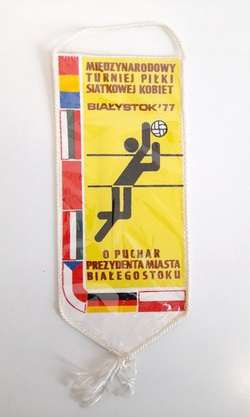 MIĘDZYNARODOWY
TURNIEJ PIŁKI
SIATKOWEJ KOBIET
BIAŁYSTOK'77
O PUCHAR
PREZYDENTA MIASTA
BIAŁEGOSTOKU